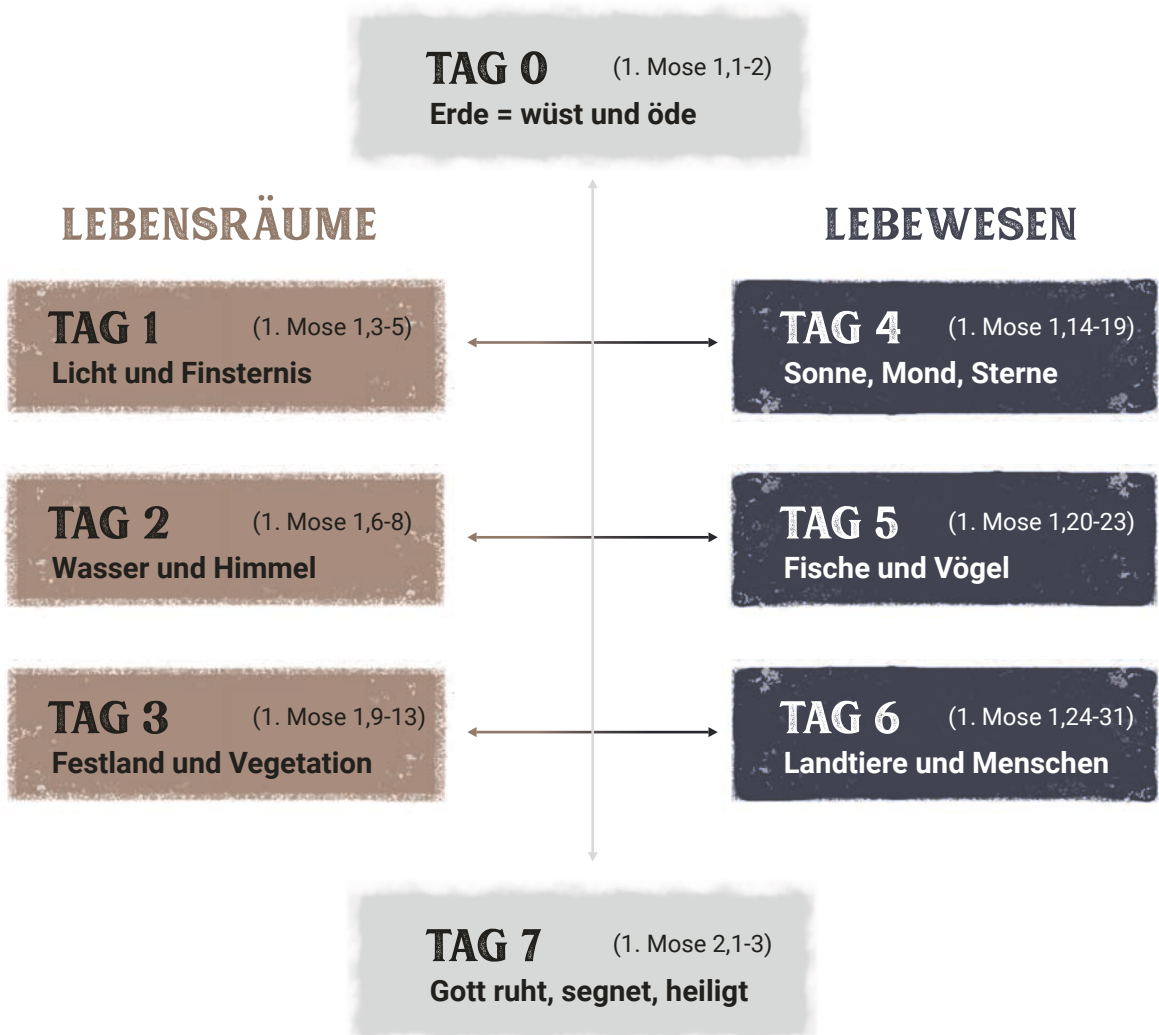 TAG 0 (1. Mose 1,1-2)
Erde = wüst und öde
LEBENSRÄUME
TAG 1 (1. Mose 1,3-5)
Licht und Finsternis
TAG 2 (1. Mose 1,6-8)
Wasser und Himmel
TAG 3 (1. Mose 1,9-13)
Festland und Vegetation
LEBEWESEN
TAG 4 (1. Mose 1,14-19)
Sonne, Mond, Sterne
TAG 5 (1. Mose 1,20-23)
Fische und Vögel
TAG 6 (1. Mose 1,24-31)
Landtiere und Menschen
TAG 7 (1. Mose 2,1-3)
Gott ruht, segnet, heiligt